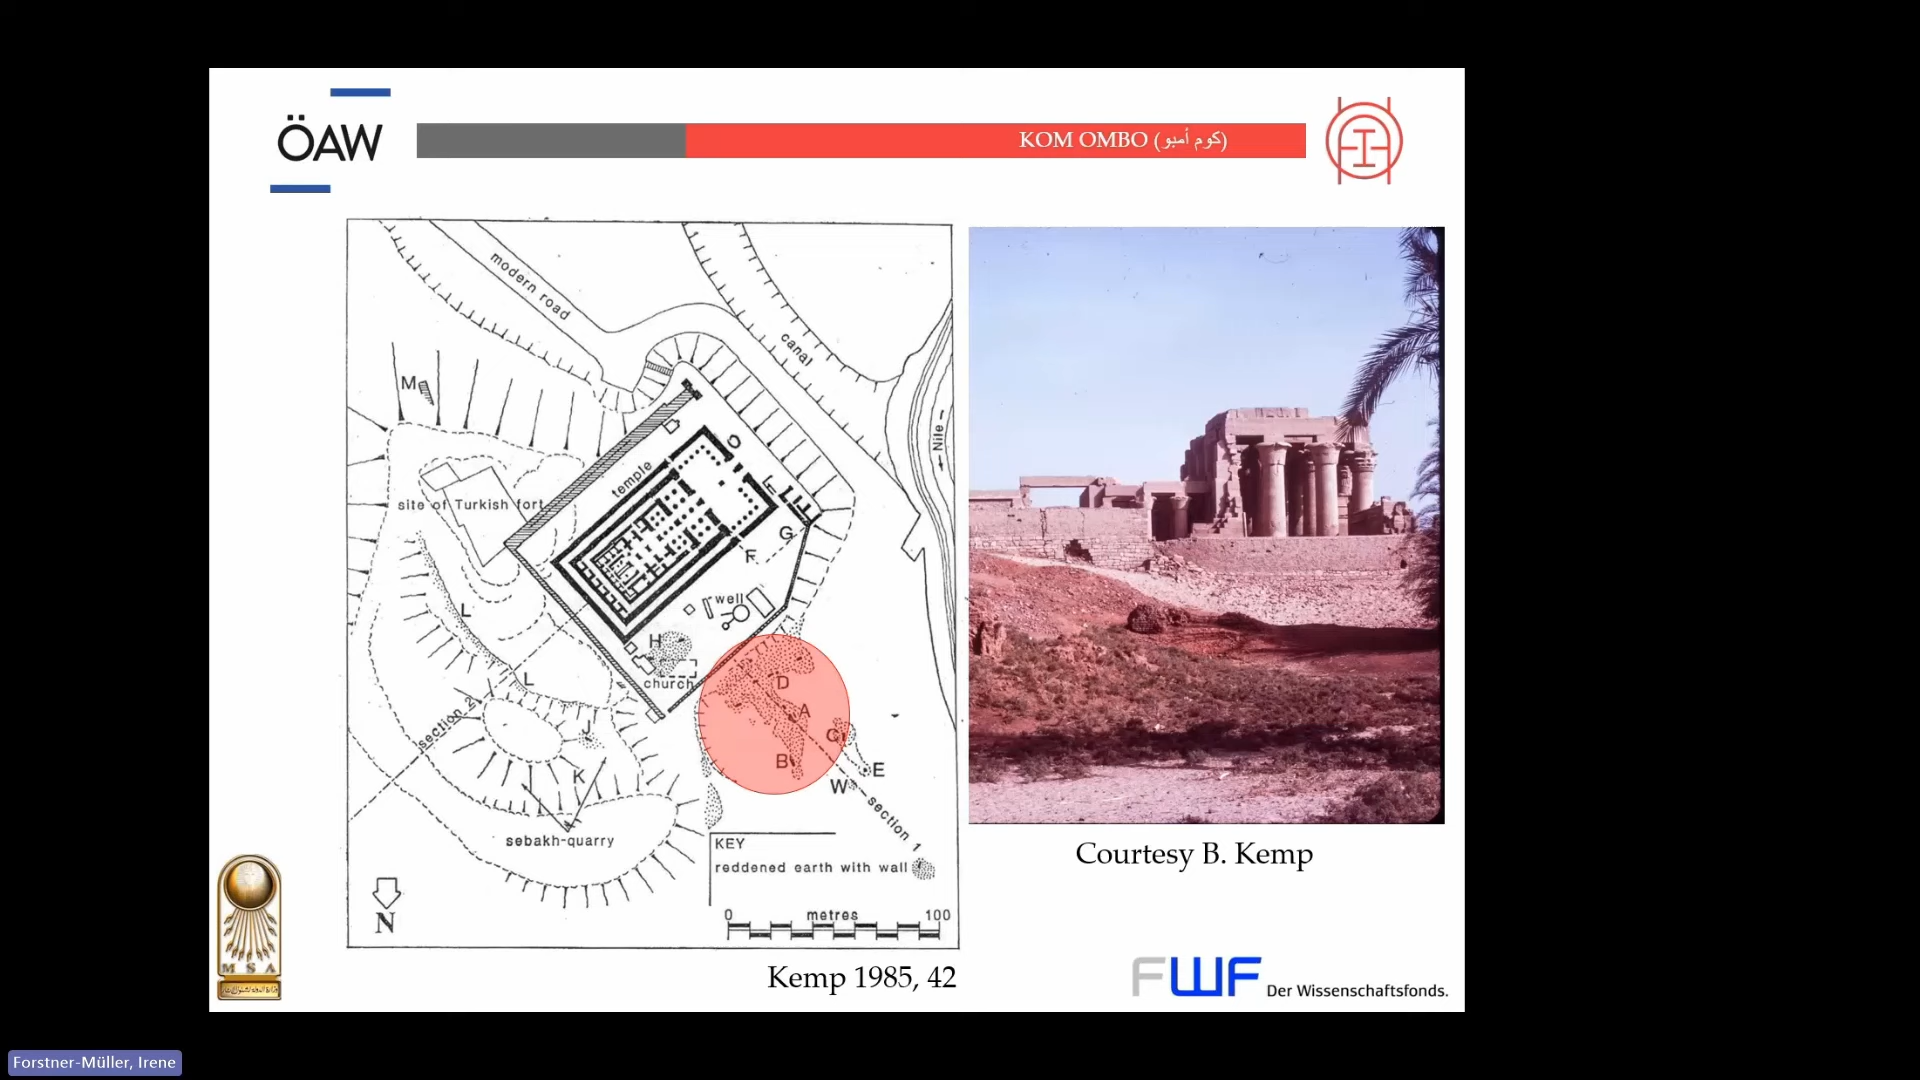 ÖAW
KOM OMBO (كوم أمبو)
modern road
canal
Nile
M
temple
site of Turkish fort
G
F
well
L
H
church
D
L
A
section 2
J
C
B
E
K
W
section 1
sebakh-quarry
KEY
reddened earth with wall
0 metres 100
N
Kemp 1985, 42
Courtesy B. Kemp
MSA
FWF Der Wissenschaftsfonds.
Forstner-Müller, Irene